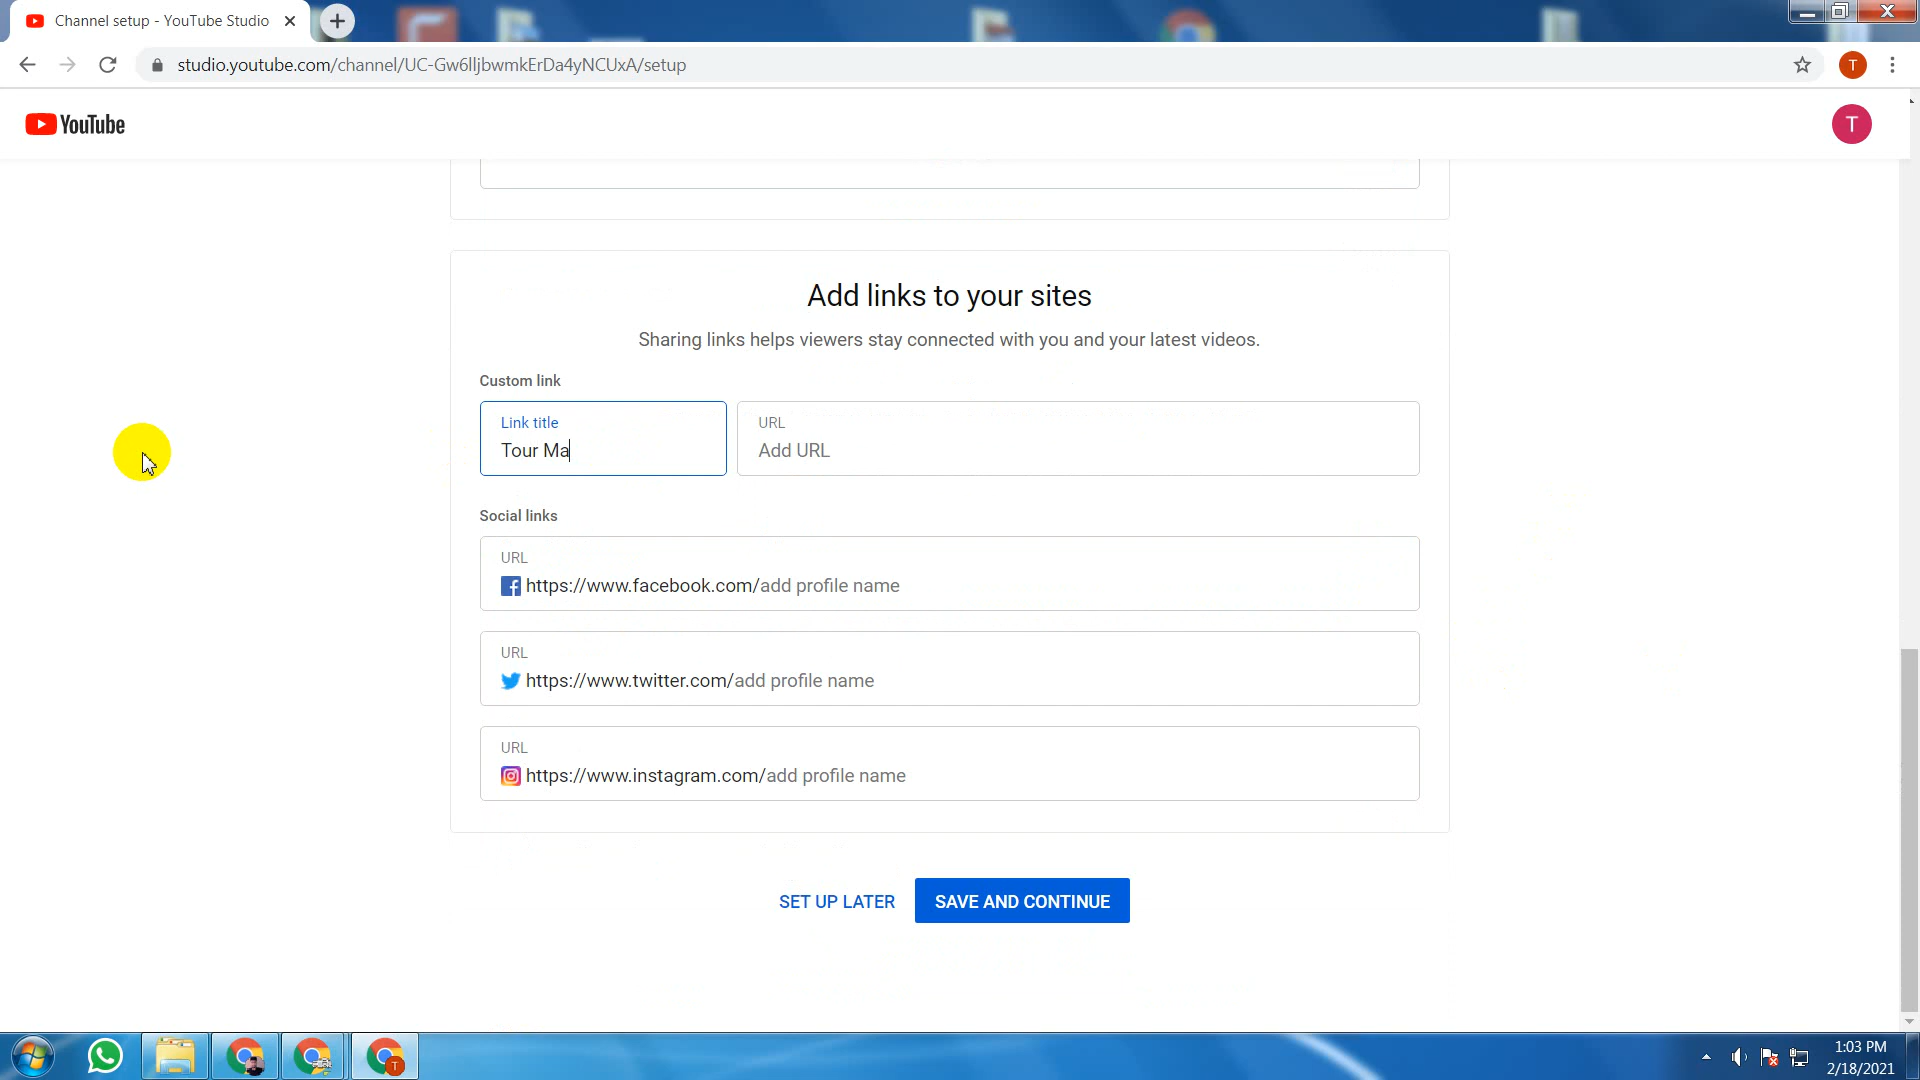 Channel setup - YouTube Studio
studio.youtube.com/channel/UC-Gw6lljbwmkErDa4yNCUxA/setup
T
YouTube
T
Add links to your sites
Sharing links helps viewers stay connected with you and your latest videos.
Custom link
Link title
Tour Ma
URL
Add URL
Social links
URL
https://www.facebook.com/add profile name
URL
https://www.twitter.com/add profile name
URL
https://www.instagram.com/add profile name
SET UP LATER
SAVE AND CONTINUE
T
1:03 PM
2/18/2021